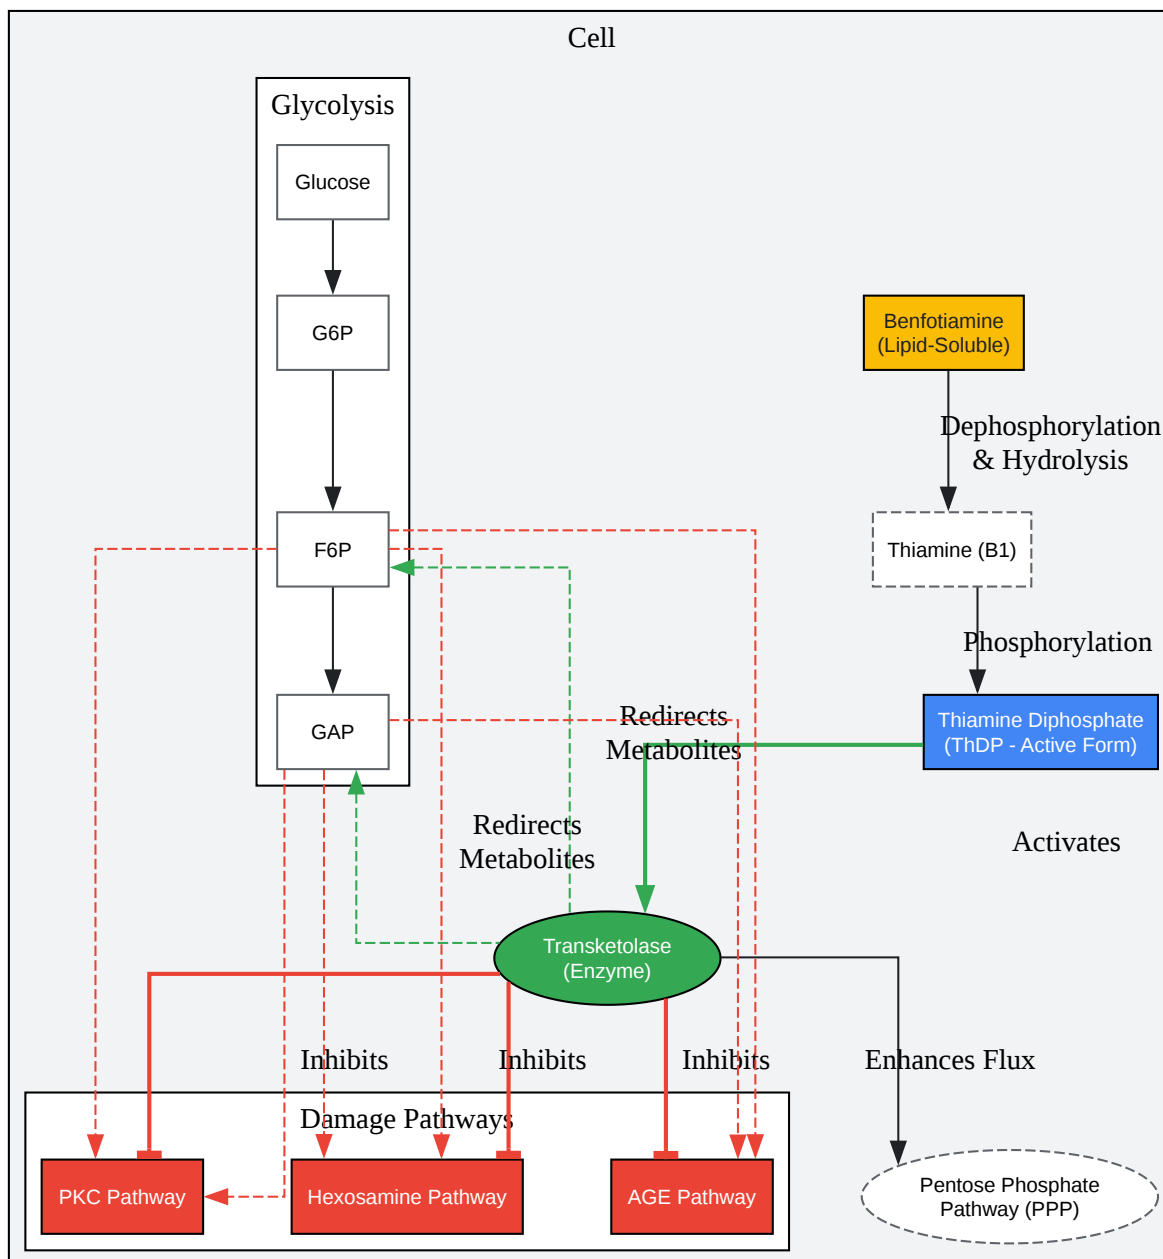 Cell
Glycolysis
Glucose
G6P
Benfotiamine
(Lipid-Soluble)
Dephosphorylation
& Hydrolysis
F6P
Thiamine (B1)
Phosphorylation
GAP
Redirects
Metabolites
Thiamine Diphosphate
(ThDP - Active Form)
Redirects
Metabolites
Activates
Transketolase
(Enzyme)
Inhibits
Inhibits
Inhibits
Enhances Flux
Damage Pathways
PKC Pathway
Hexosamine Pathway
AGE Pathway
Pentose Phosphate
Pathway (PPP)